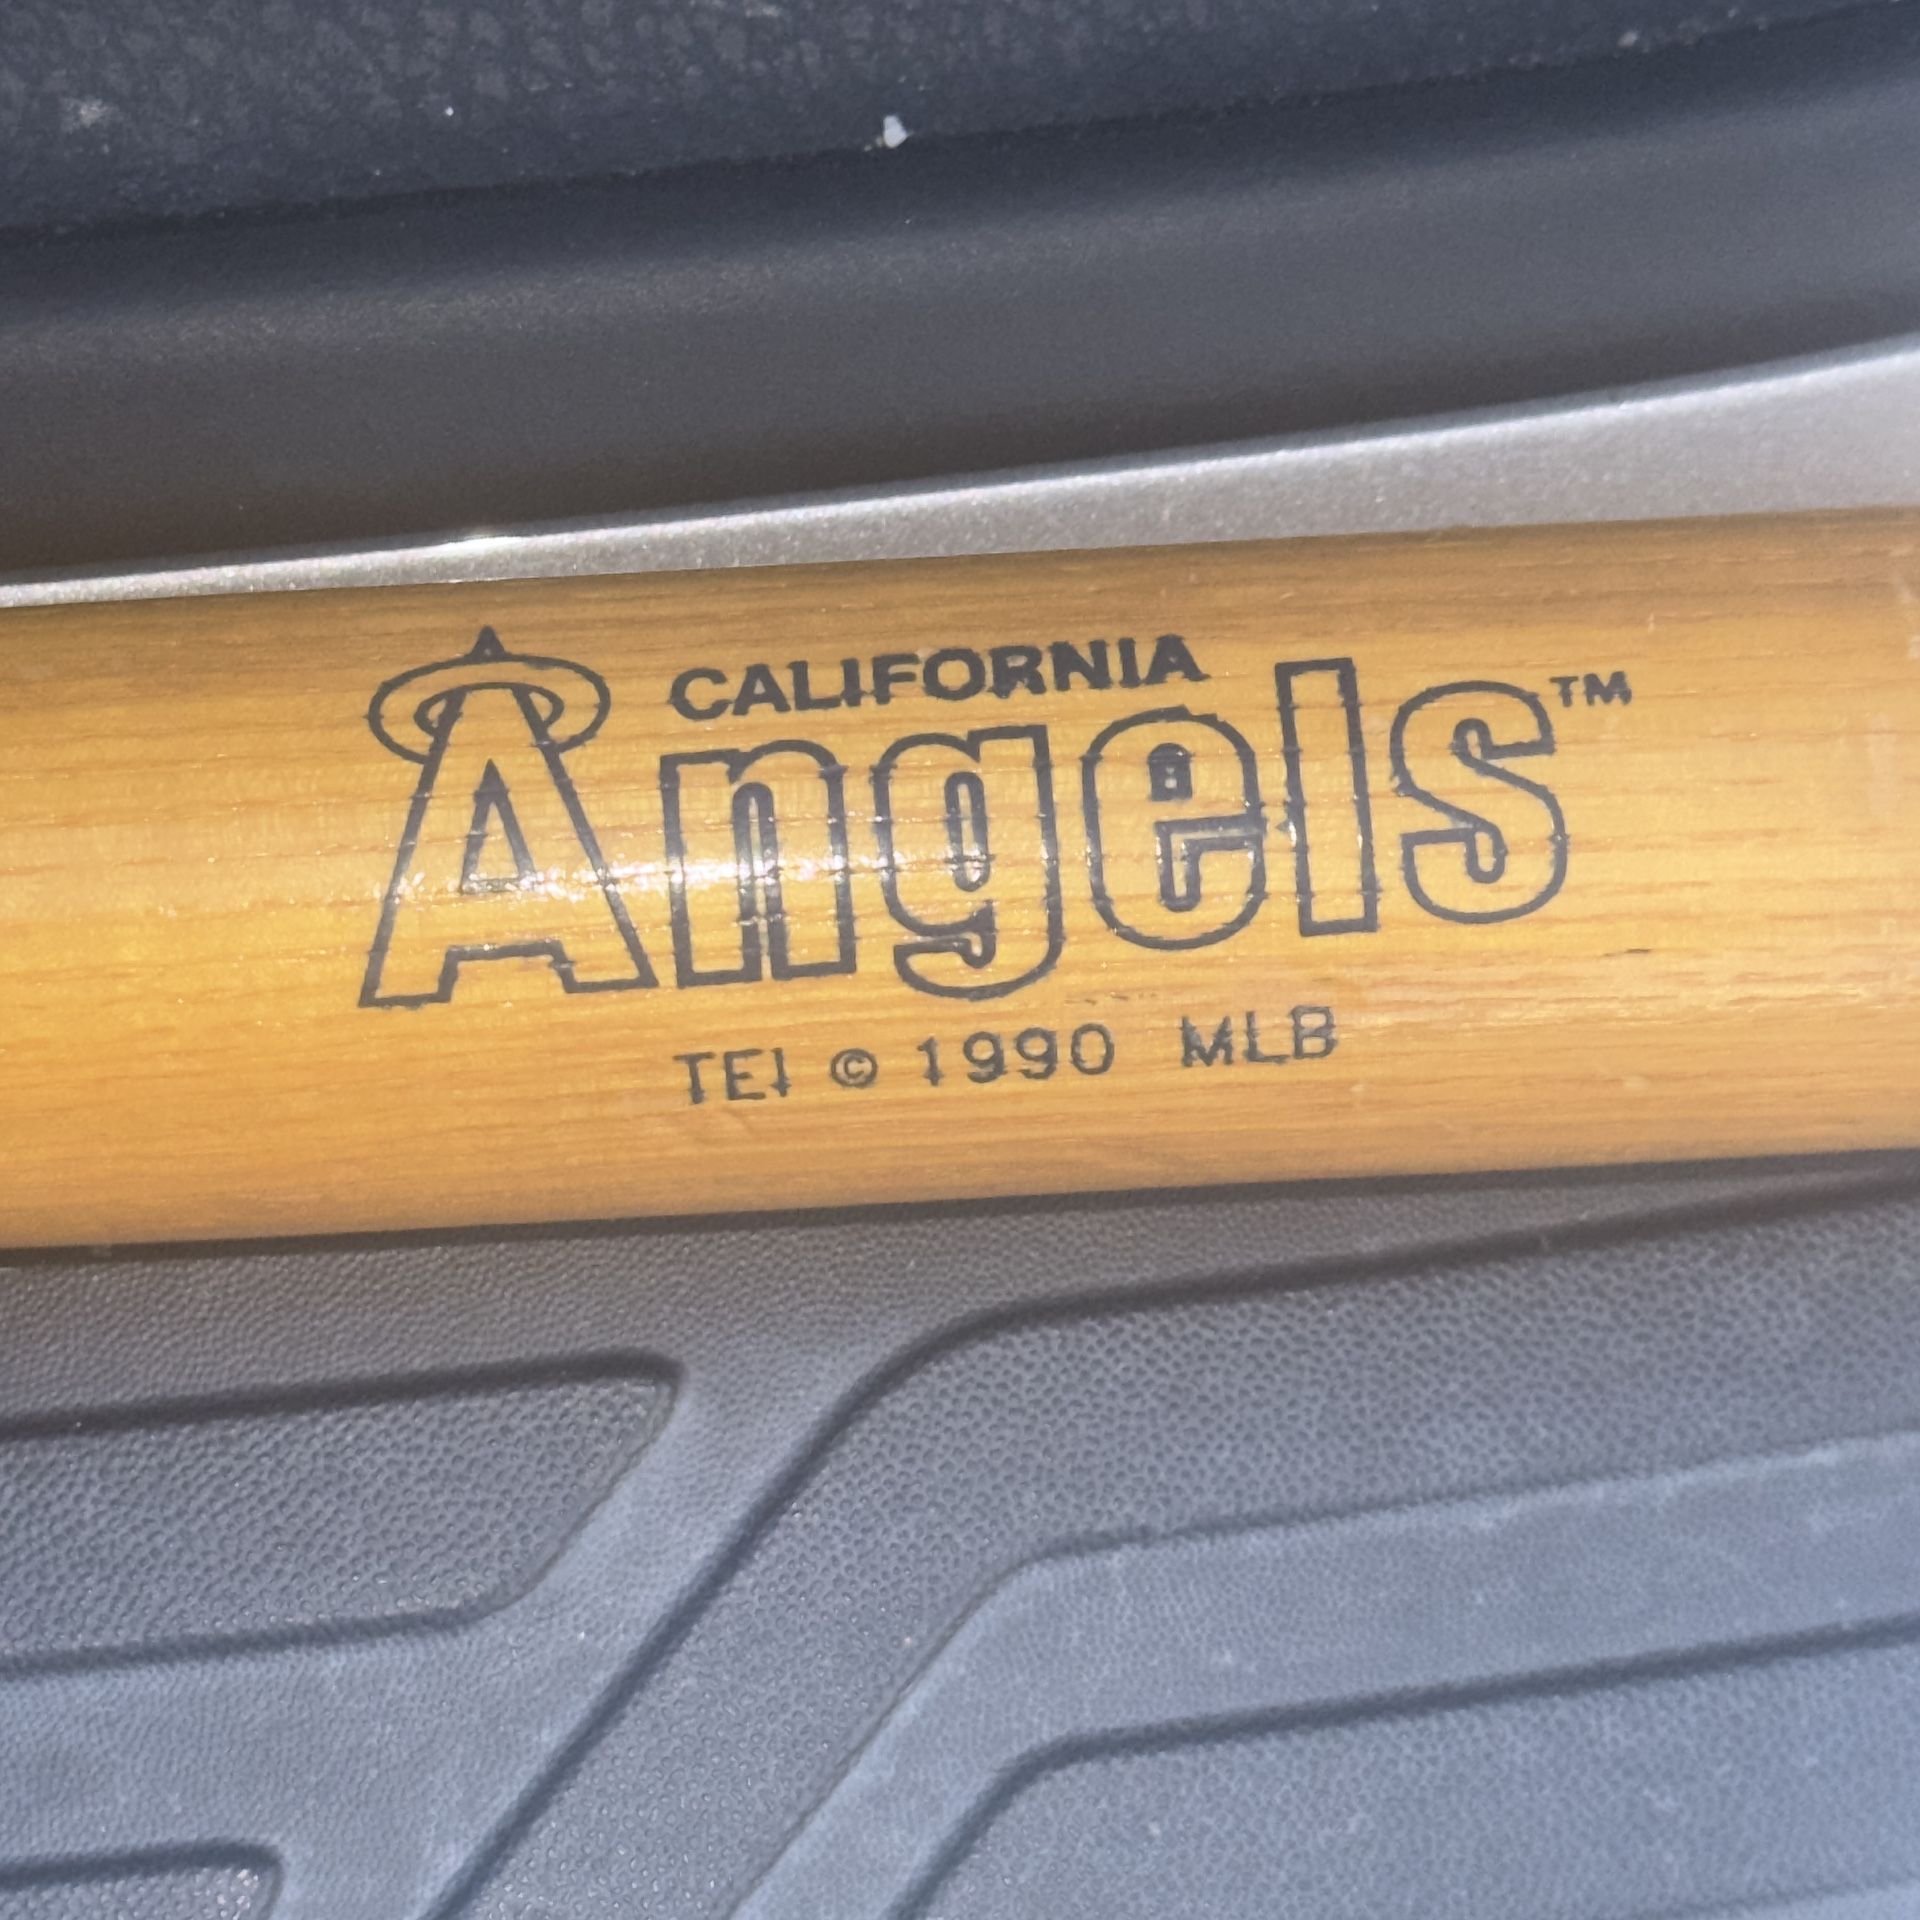 CALIFORNIA
Angels™
TEI © 1990 MLB